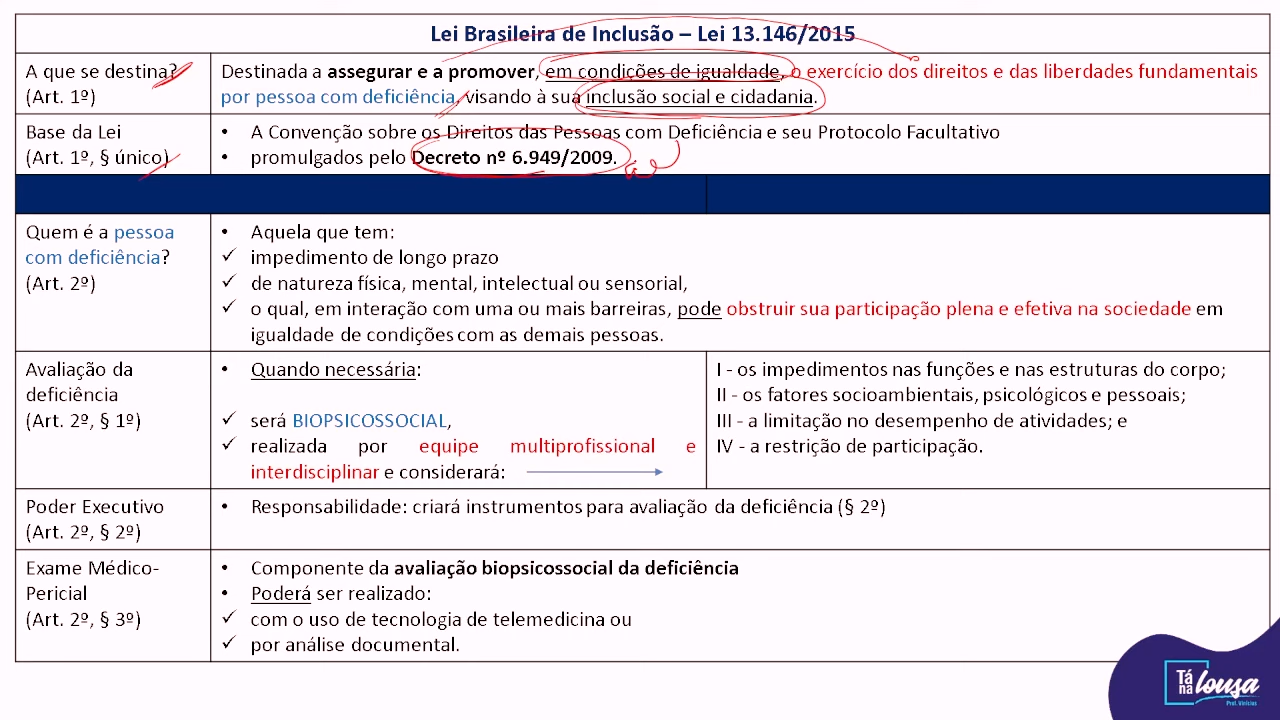 Lei Brasileira de Inclusão – Lei 13.146/2015
A que se destina?
(Art. 1º)
Destinada a assegurar e a promover, em condições de igualdade, o exercício dos direitos e das liberdades fundamentais
por pessoa com deficiência, visando à sua inclusão social e cidadania.
Base da Lei
(Art. 1º, § único)
• A Convenção sobre os Direitos das Pessoas com Deficiência e seu Protocolo Facultativo
• promulgados pelo Decreto nº 6.949/2009.
Quem é a pessoa
com deficiência?
(Art. 2º)
• Aquela que tem:
✓ impedimento de longo prazo
✓ de natureza física, mental, intelectual ou sensorial,
✓ o qual, em interação com uma ou mais barreiras, pode obstruir sua participação plena e efetiva na sociedade em
igualdade de condições com as demais pessoas.
Avaliação da
deficiência
(Art. 2º, § 1º)
• Quando necessária:
✓ será BIOPSICOSSOCIAL,
✓ realizada por equipe multiprofissional e
interdisciplinar e considerará:
I - os impedimentos nas funções e nas estruturas do corpo;
II - os fatores socioambientais, psicológicos e pessoais;
III - a limitação no desempenho de atividades; e
IV - a restrição de participação.
Poder Executivo
(Art. 2º, § 2º)
• Responsabilidade: criará instrumentos para avaliação da deficiência (§ 2º)
Exame Médico-
Pericial
(Art. 2º, § 3º)
• Componente da avaliação biopsicossocial da deficiência
• Poderá ser realizado:
✓ com o uso de tecnologia de telemedicina ou
✓ por análise documental.
Tá
na lousa
Prof. Vinícius